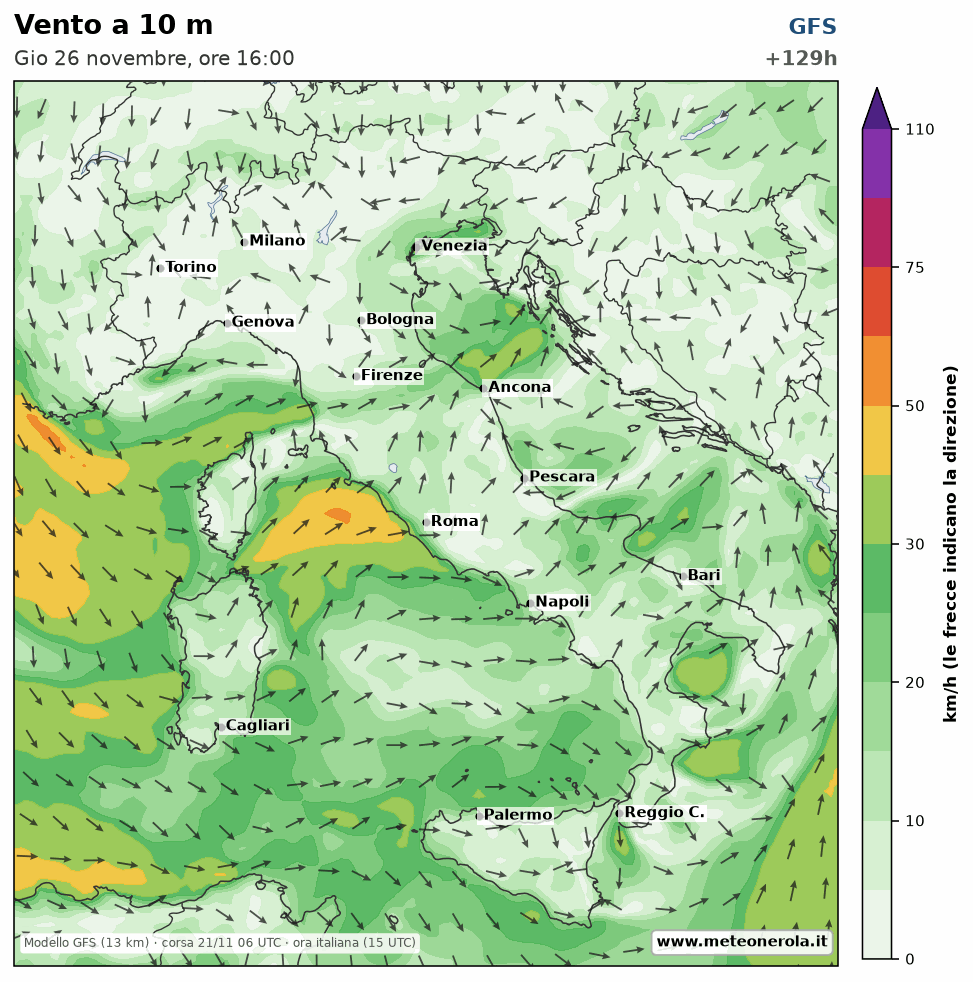 Vento a 10 m
GFS
Gio 26 novembre, ore 16:00
+129h
Milano
Venezia
Torino
Genova
Bologna
Firenze
Ancona
Pescara
Roma
Bari
Napoli
Cagliari
Palermo
Reggio C.
Modello GFS (13 km) · corsa 21/11 06 UTC · ora italiana (15 UTC)
www.meteonerola.it
110
75
50
30
20
10
0
km/h (le frecce indicano la direzione)